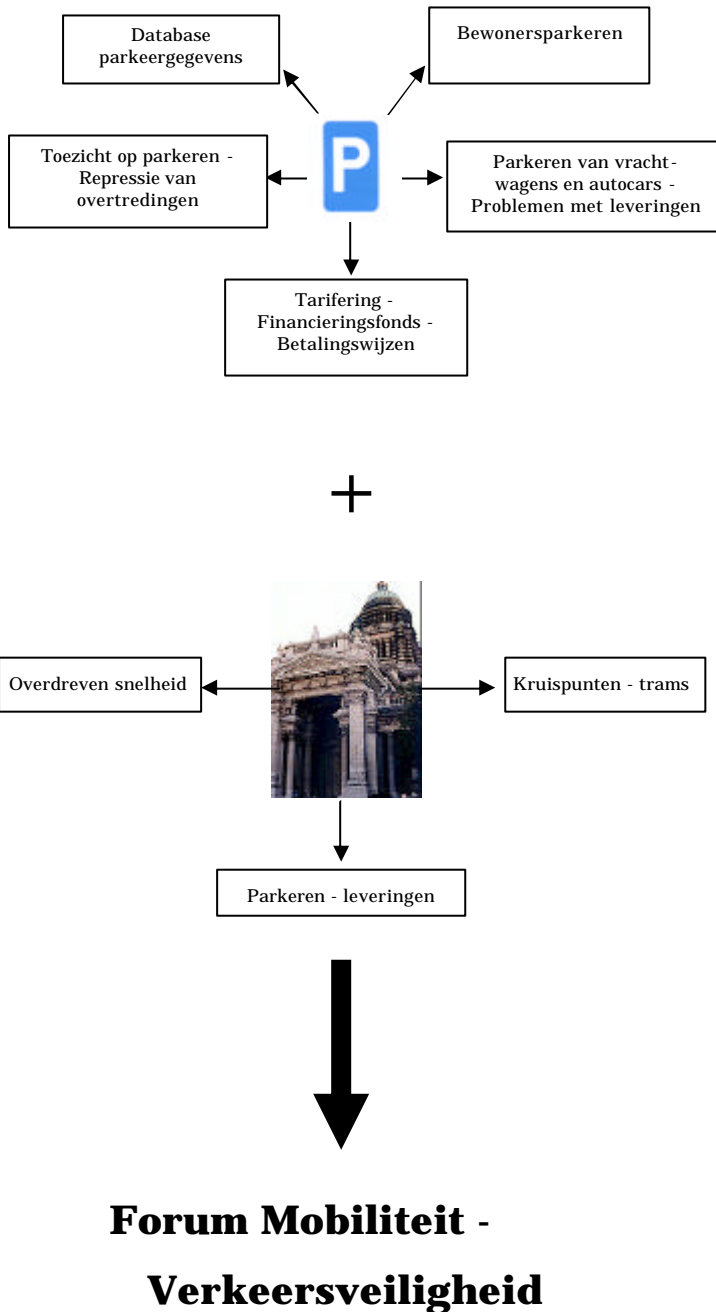 Database
parkeergegevens
Bewonersparkeren
Toezicht op parkeren -
Repressie van
overtredingen
P
Parkeren van vracht-
wagens en autocars -
Problemen met leveringen
Tarifering -
Financieringsfonds -
Betalingswijzen
+
Overdreven snelheid
Kruispunten - trams
Parkeren - leveringen
Forum Mobiliteit -
Verkeersveiligheid